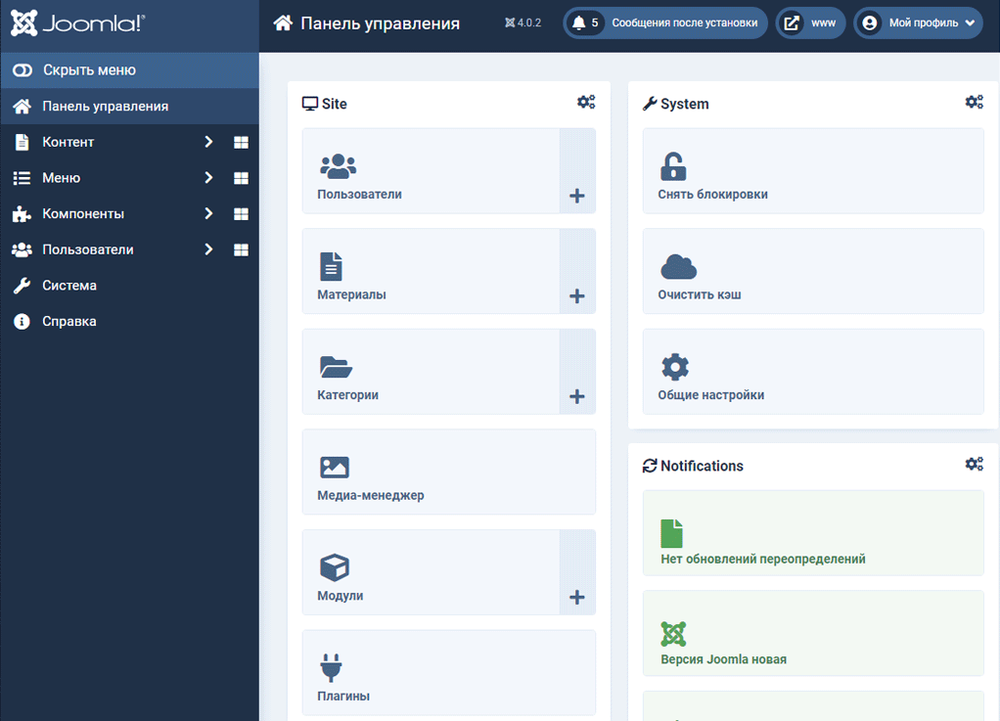 Joomla!®
Панель управления
4.0.2
5 Сообщения после установки
www
Мой профиль
Скрыть меню
Панель управления
Контент
Меню
Компоненты
Пользователи
Система
Справка
Site
Пользователи
Материалы
Категории
Медиа-менеджер
Модули
Плагины
System
Снять блокировки
Очистить кэш
Общие настройки
Notifications
Нет обновлений переопределений
Версия Joomla новая